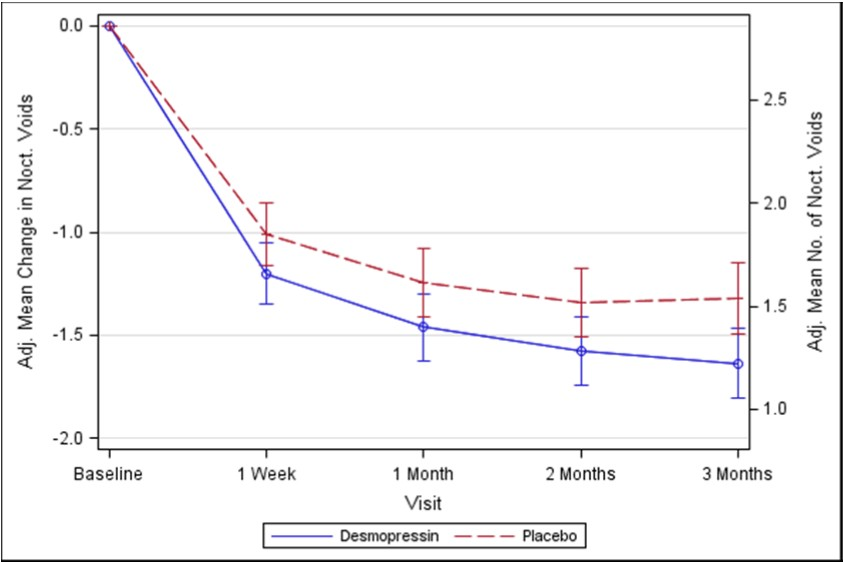 Adj. Mean Change in Noct. Voids
0.0
-0.5
-1.0
-1.5
-2.0
2.5
2.0
1.5
1.0
Adj. Mean No. of Noct. Voids
Baseline 1 Week 1 Month 2 Months 3 Months
Visit
Desmopressin Placebo